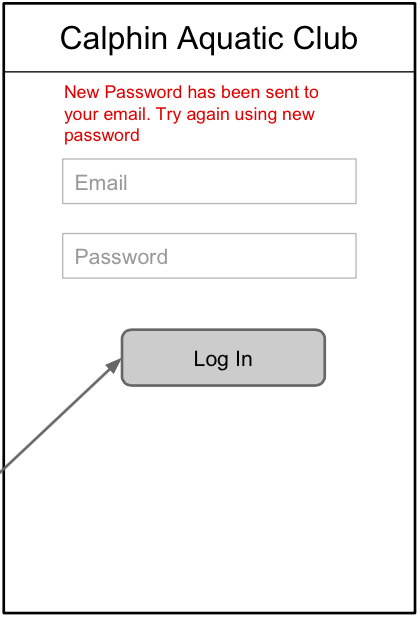 Calphin Aquatic Club
New Password has been sent to
your email. Try again using new
password
Email
Password
Log In